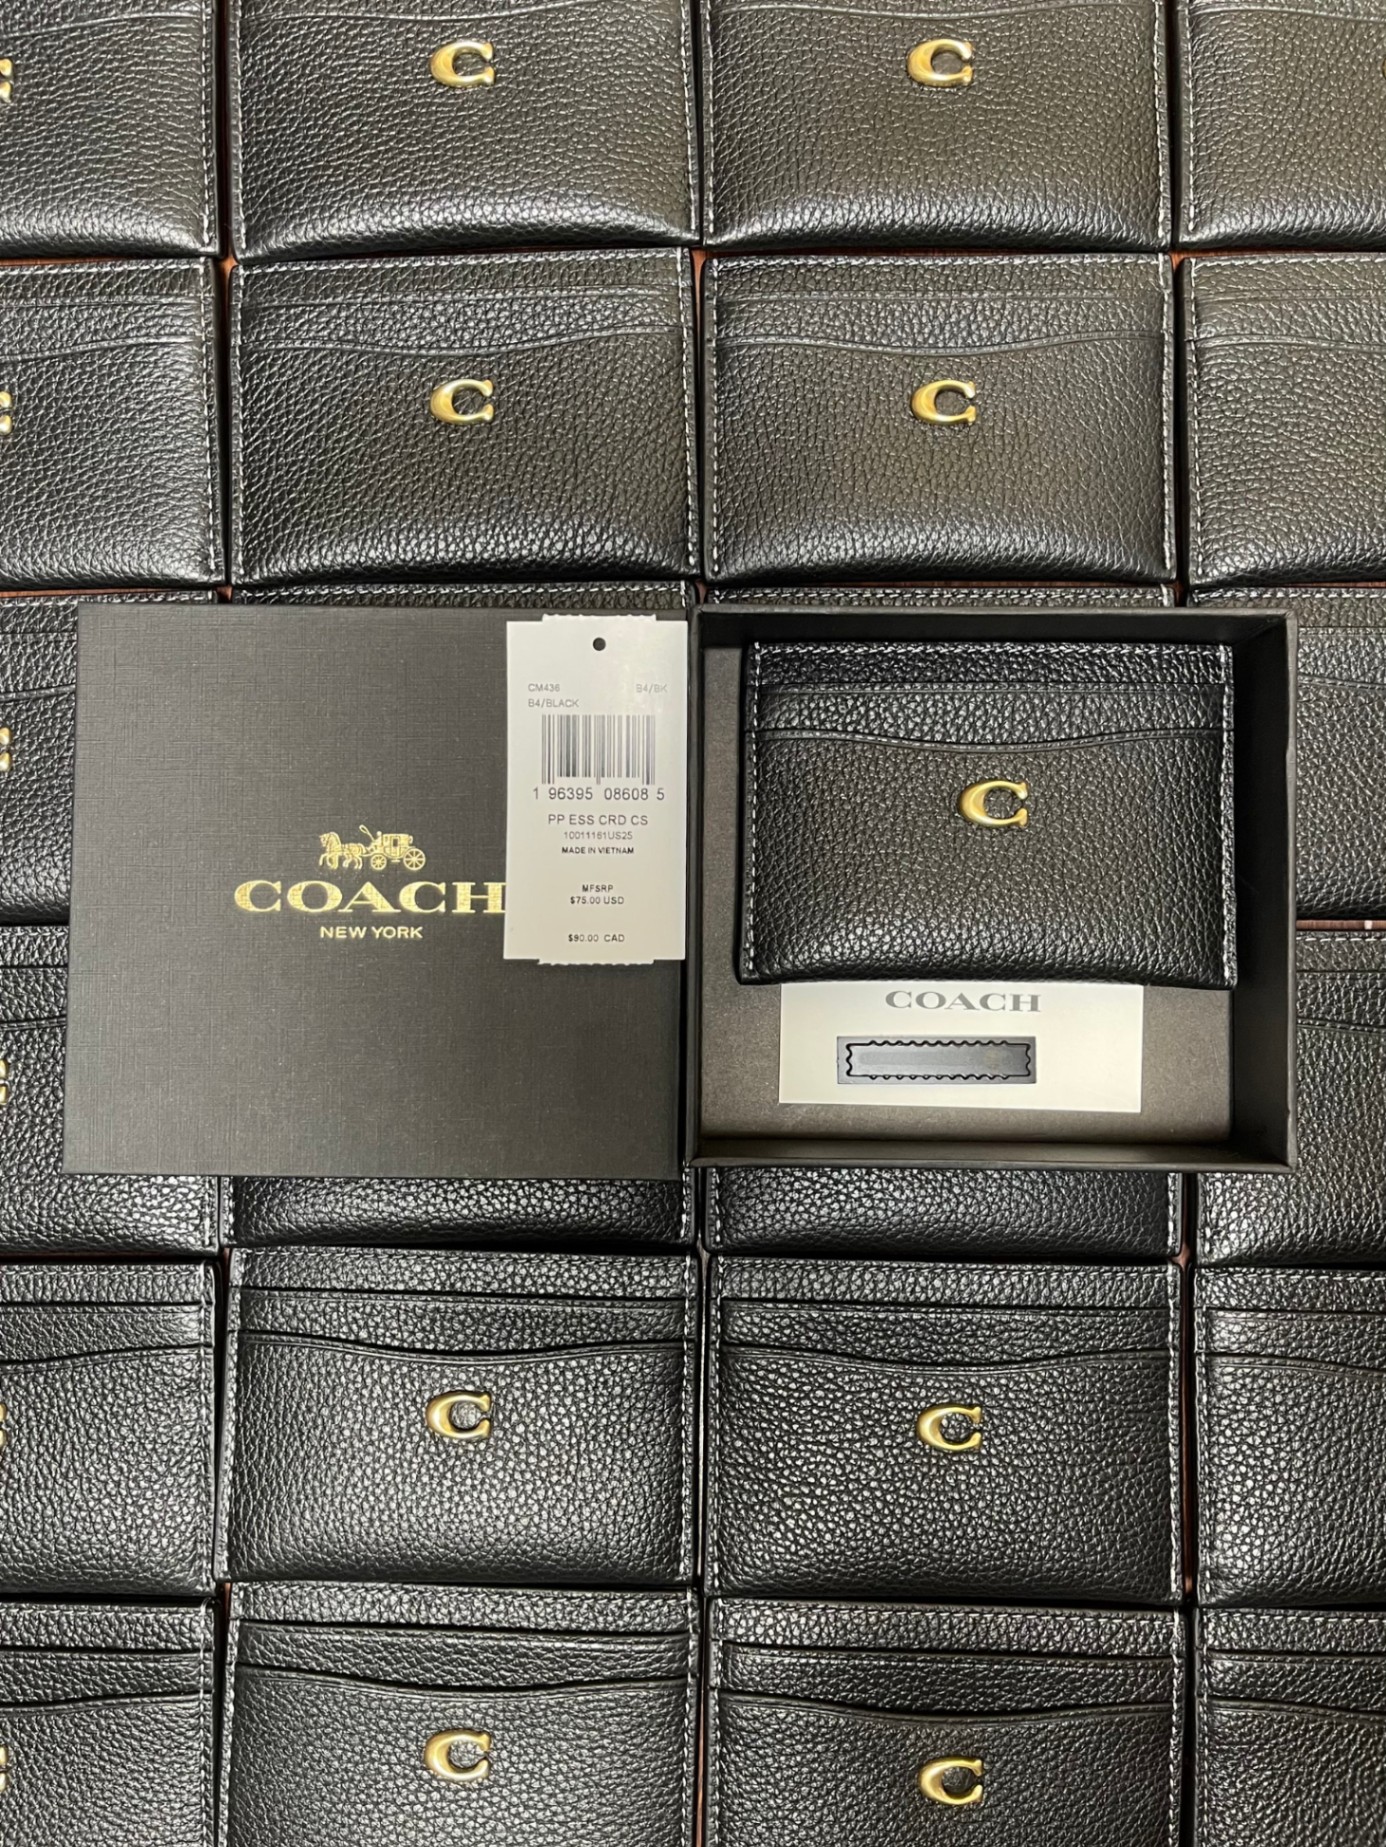 C
C
C
C
COACH
NEW YORK
CM436 B4/BK
B4/BLACK
1 96395 08608 5
PP ESS CRD CS
10011161US25
MADE IN VIETNAM
MFSRP
$75.00 USD
$90.00 CAD
C
COACH
C
C
C
C